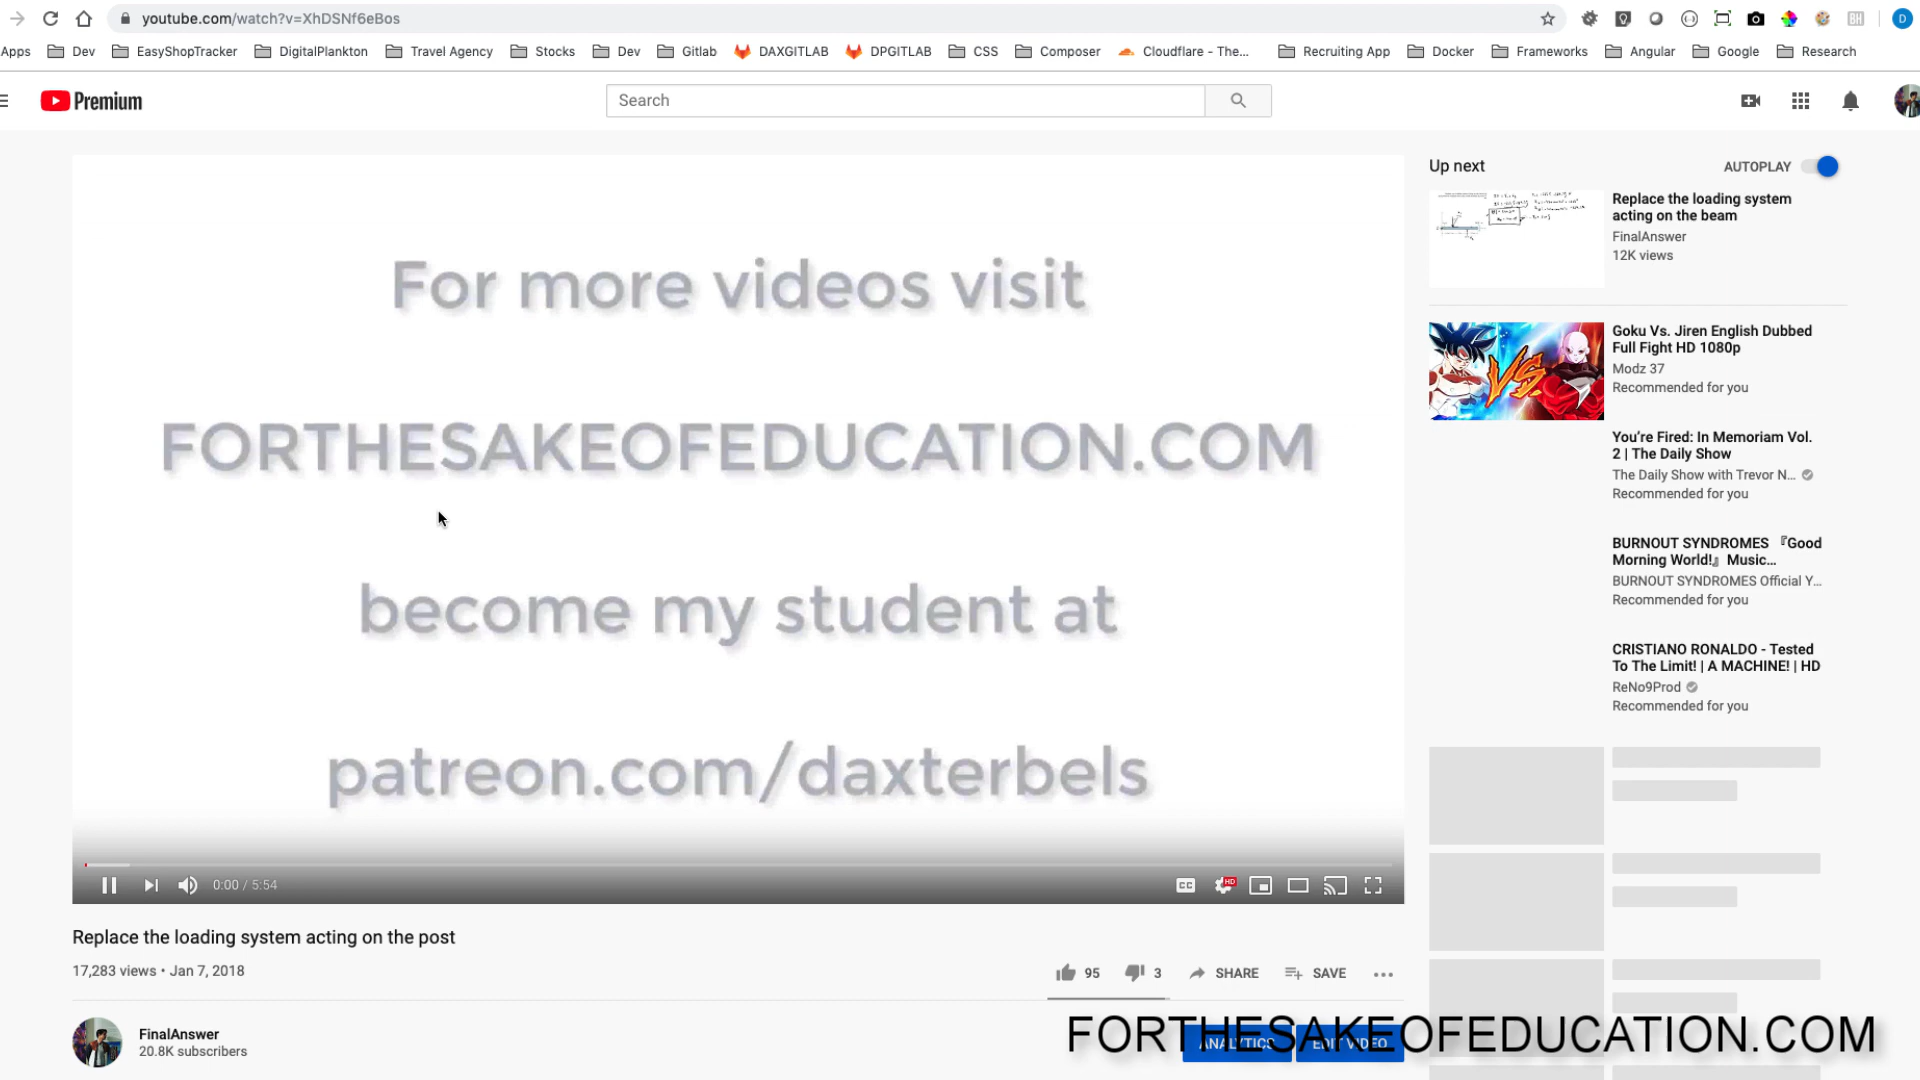 youtube.com/watch?v=XhDSNf6eBos
Apps Dev EasyShopTracker DigitalPlankton Travel Agency Stocks Dev Gitlab DAXGITLAB DPGITLAB CSS Composer Cloudflare - The... Recruiting App Docker Frameworks Angular Google Research
Premium
Search
For more videos visit
FORTHESAKEOFEDUCATION.COM
become my student at
patreon.com/daxterbels
CC HD
0:00 / 5:54
Replace the loading system acting on the post
17,283 views • Jan 7, 2018
95 3 SHARE SAVE
FinalAnswer
20.8K subscribers
ANALYTICS EDIT VIDEO
Up next AUTOPLAY
Replace the loading system
acting on the beam
FinalAnswer
12K views
VS.
Goku Vs. Jiren English Dubbed
Full Fight HD 1080p
Modz 37
Recommended for you
You're Fired: In Memoriam Vol.
2 | The Daily Show
The Daily Show with Trevor N...
Recommended for you
BURNOUT SYNDROMES 『Good
Morning World!』 Music...
BURNOUT SYNDROMES Official Y...
Recommended for you
CRISTIANO RONALDO - Tested
To The Limit! | A MACHINE! | HD
ReNo9Prod
Recommended for you
FORTHESAKEOFEDUCATION.COM